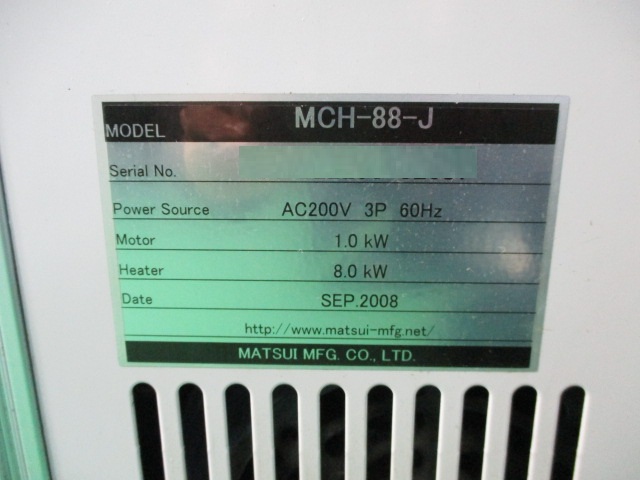 MODEL MCH-88-J
Serial No.
Power Source AC200V 3P 60Hz
Motor 1.0 kW
Heater 8.0 kW
Date SEP.2008
http://www.matsui-mfg.net/
MATSUI MFG. CO., LTD.